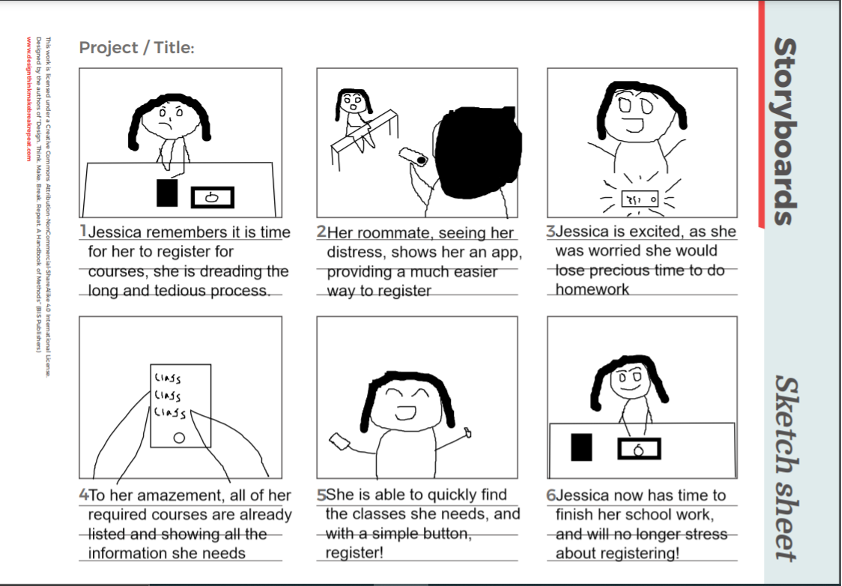 Project / Title:
1Jessica remembers it is time
for her to register for
courses, she is dreading the
long and tedious process.
2Her roommate, seeing her
distress, shows her an app,
providing a much easier
way to register
3Jessica is excited, as she
was worried she would
lose precious time to do
homework
class
class
class
4To her amazement, all of her
required courses are already
listed and showing all the
information she needs
5She is able to quickly find
the classes she needs, and
with a simple button,
register!
6Jessica now has time to
finish her school work,
and will no longer stress
about registering!
Storyboards
Sketch sheet
This work is licensed under a Creative Commons Attribution-NonCommercial-ShareAlike 4.0 International License.
Designed by the authors of "Design. Think. Make. Break. Repeat. A Handbook of Methods" (BIS Publishers)
www.designthinkmakebreakrepeat.com